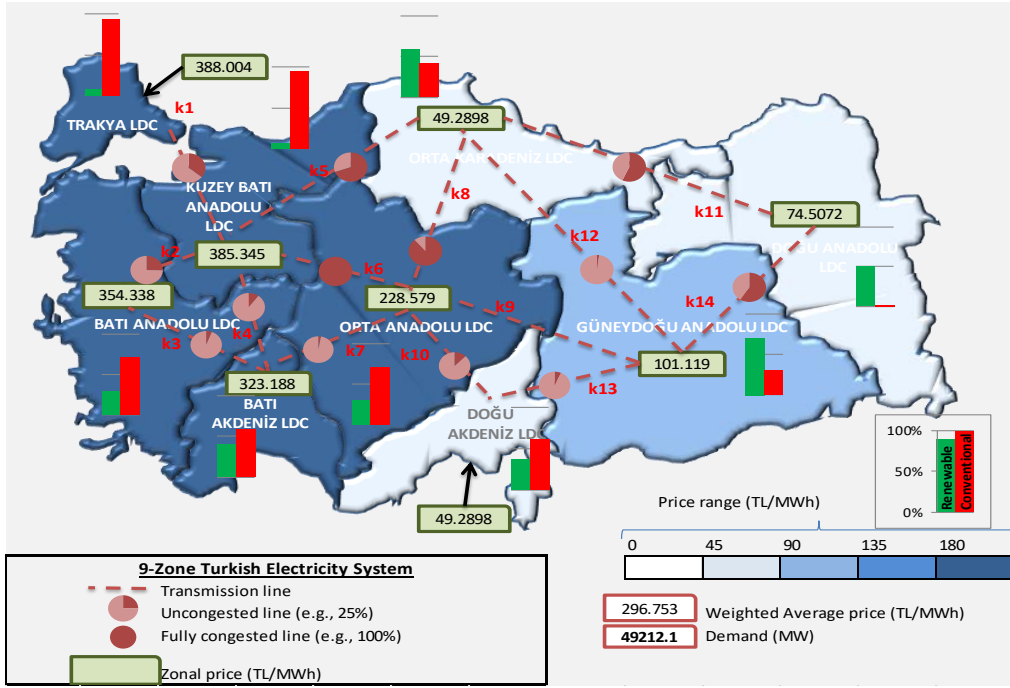 388.004
k1
TRAKYA LDC
49.2898
ORTA KARADENİZ LDC
k5
KUZEY BATI
ANADOLU
LDC
k8
k11
74.5072
DOĞU ANADOLU
LDC
k12
k2
385.345
k6
354.338
228.579
k9
k14
BATI ANADOLU LDC
k4
ORTA ANADOLU LDC
GÜNEYDOĞU ANADOLU LDC
k3
k7
k10
101.119
k13
323.188
BATI
AKDENİZ LDC
DOĞU
AKDENİZ LDC
49.2898
100%
50%
0%
Renewable
Conventional
Price range (TL/MWh)
0 45 90 135 180
9-Zone Turkish Electricity System
Transmission line
Uncongested line (e.g., 25%)
Fully congested line (e.g., 100%)
Zonal price (TL/MWh)
296.753 Weighted Average price (TL/MWh)
49212.1 Demand (MW)